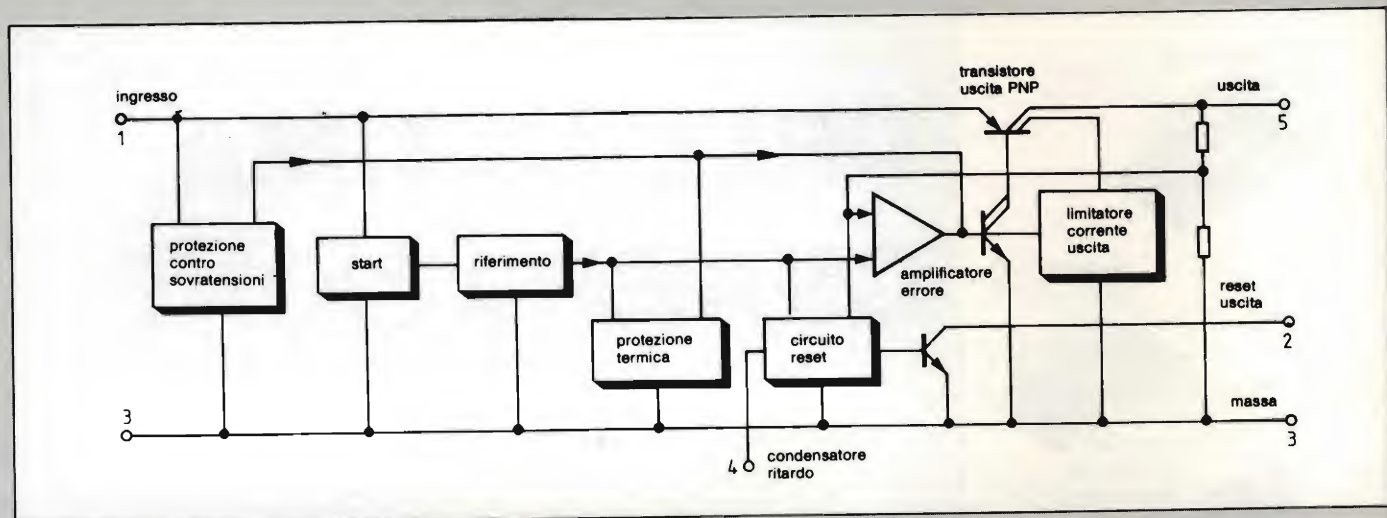 transistore
uscita PNP
ingresso
uscita
1
5
protezione
contro
sovratensioni
start
riferimento
limitatore
corrente
uscita
amplificatore
errore
reset
uscita
protezione
termica
circuito
reset
2
3
massa
3
4
condensatore
ritardo